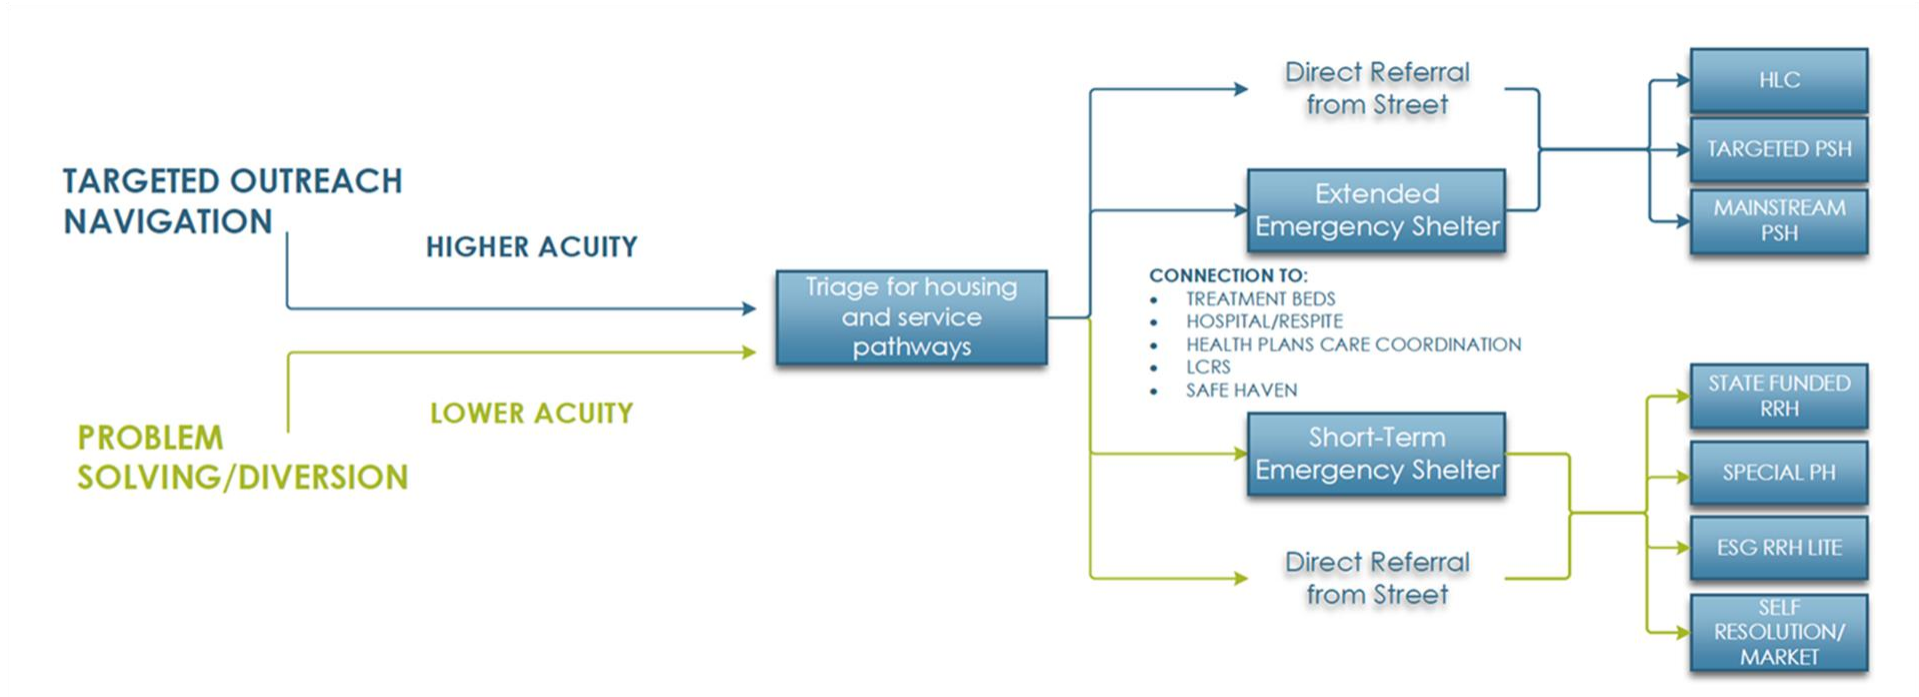 TARGETED OUTREACH
NAVIGATION
HIGHER ACUITY
LOWER ACUITY
PROBLEM
SOLVING/DIVERSION
Triage for housing
and service
pathways
Direct Referral
from Street
Extended
Emergency Shelter
CONNECTION TO:
• TREATMENT BEDS
• HOSPITAL/RESPITE
• HEALTH PLANS CARE COORDINATION
• LCRS
• SAFE HAVEN
Short-Term
Emergency Shelter
Direct Referral
from Street
HLC
TARGETED PSH
MAINSTREAM
PSH
STATE FUNDED
RRH
SPECIAL PH
ESG RRH LITE
SELF
RESOLUTION/
MARKET